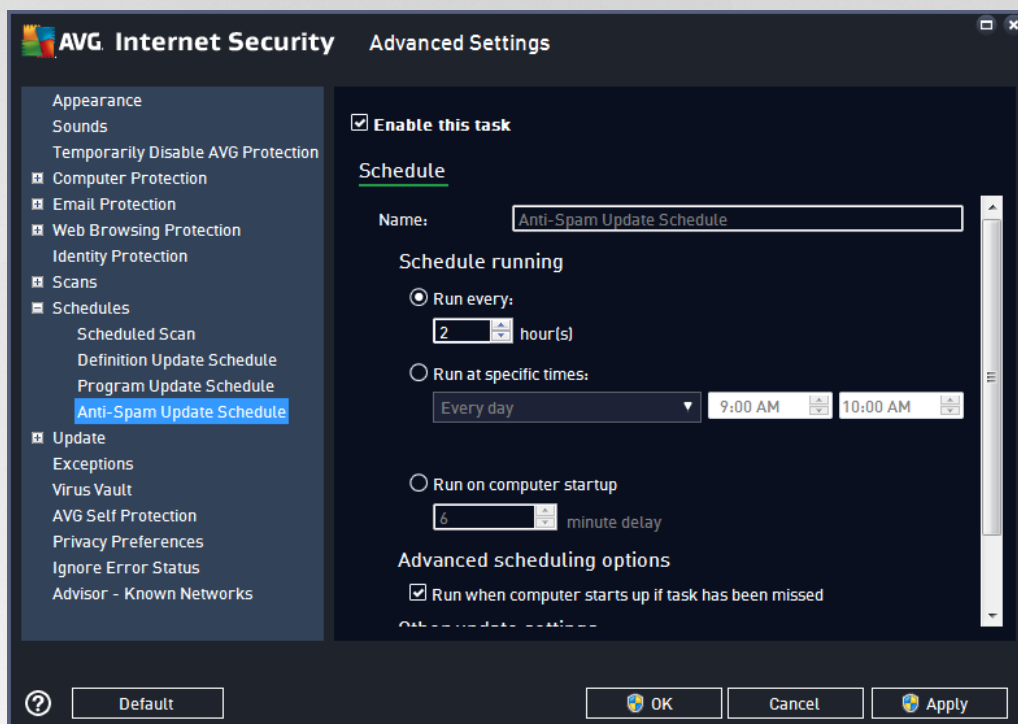 AVG. Internet Security Advanced Settings
Appearance
Sounds
Temporarily Disable AVG Protection
Computer Protection
Email Protection
Web Browsing Protection
Identity Protection
Scans
Schedules
Scheduled Scan
Definition Update Schedule
Program Update Schedule
Anti-Spam Update Schedule
Update
Exceptions
Virus Vault
AVG Self Protection
Privacy Preferences
Ignore Error Status
Advisor - Known Networks
Enable this task
Schedule
Name: Anti-Spam Update Schedule
Schedule running
Run every:
2 hour(s)
Run at specific times:
Every day 9:00 AM 10:00 AM
Run on computer startup
6 minute delay
Advanced scheduling options
Run when computer starts up if task has been missed
Other update settings
? Default OK Cancel Apply